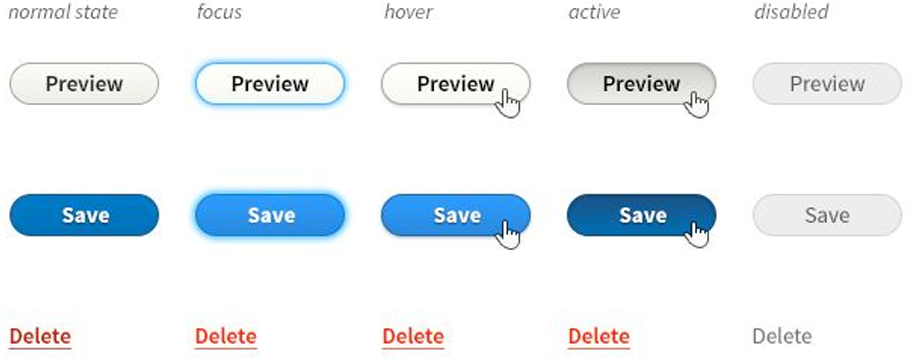 normal state focus hover active disabled
Preview Preview Preview Preview Preview
Save Save Save Save Save
Delete Delete Delete Delete Delete